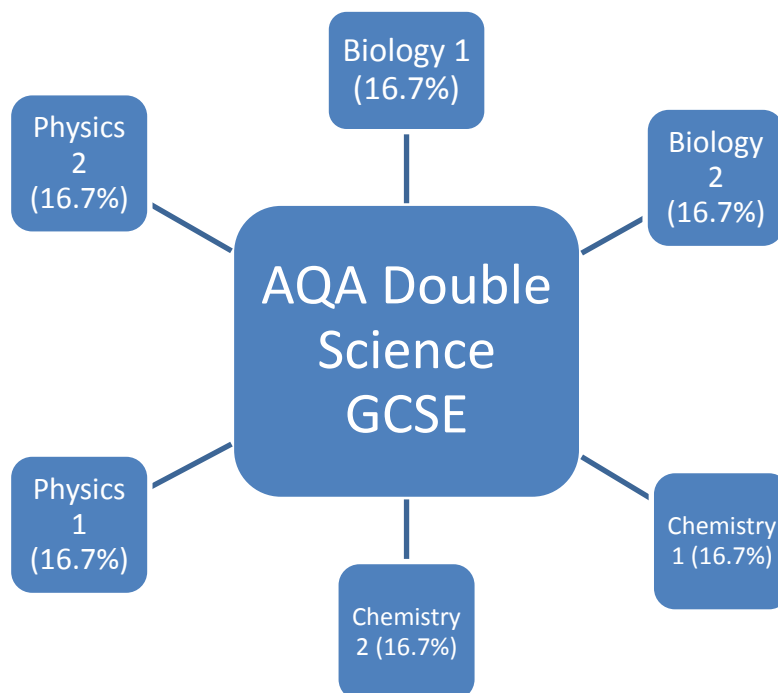 Biology 1
(16.7%)
Biology
2
(16.7%)
Chemistry
1 (16.7%)
Chemistry
2 (16.7%)
Physics
1
(16.7%)
Physics
2
(16.7%)
AQA Double
Science
GCSE